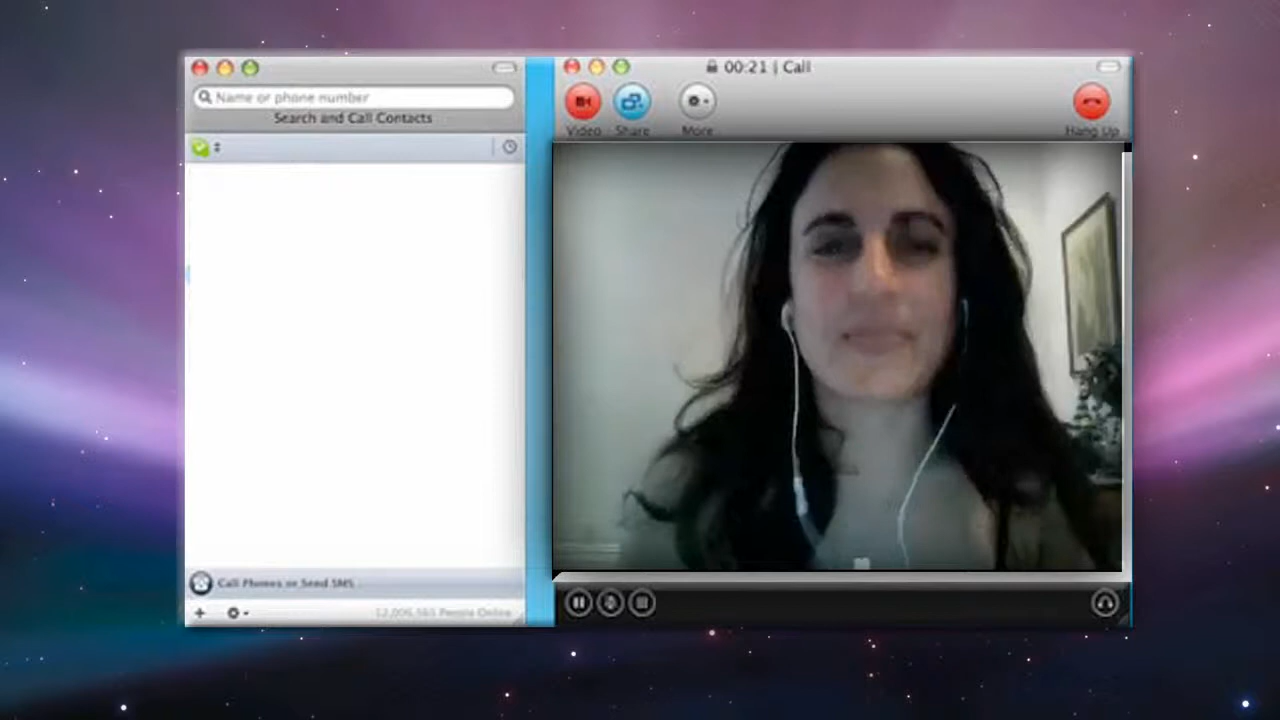 Name or phone number
Search and Call Contacts
Call Phones or Send SMS
People Online
00:21 | Call
Video
Share
More
Hang Up